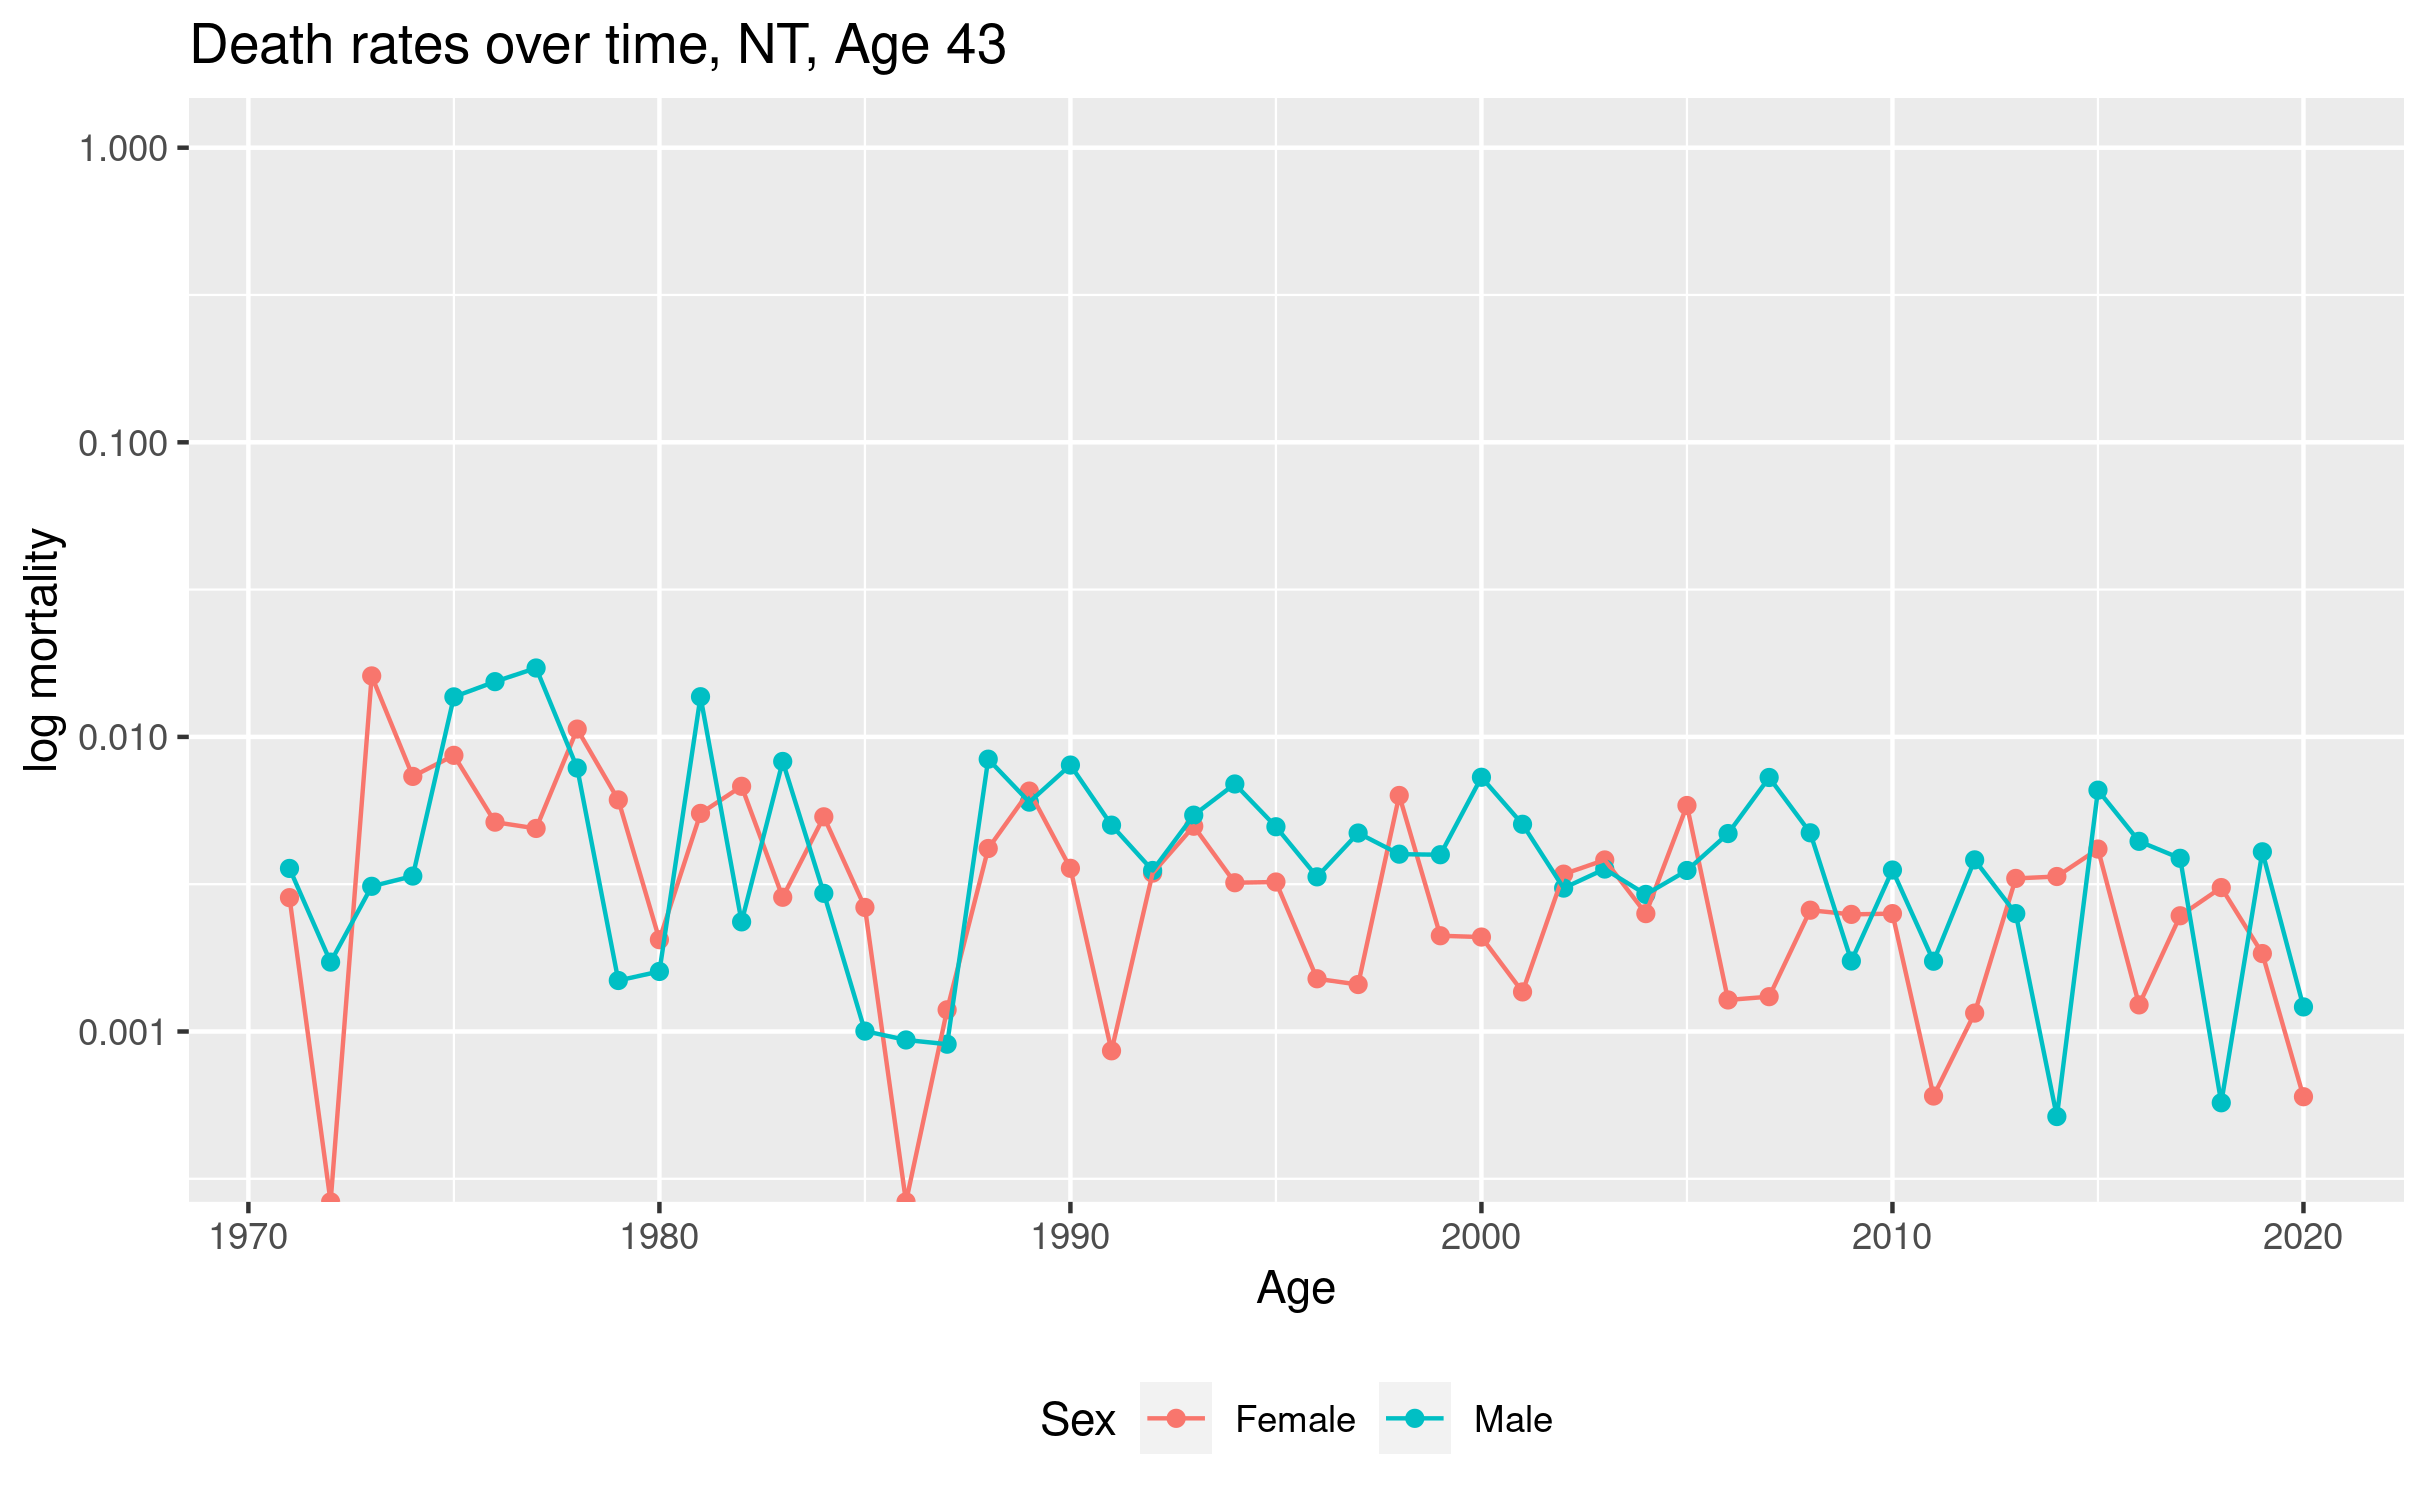 Death rates over time, NT, Age 43
log mortality
1.000
0.100
0.010
0.001
1970 1980 1990 2000 2010 2020
Age
Sex Female Male